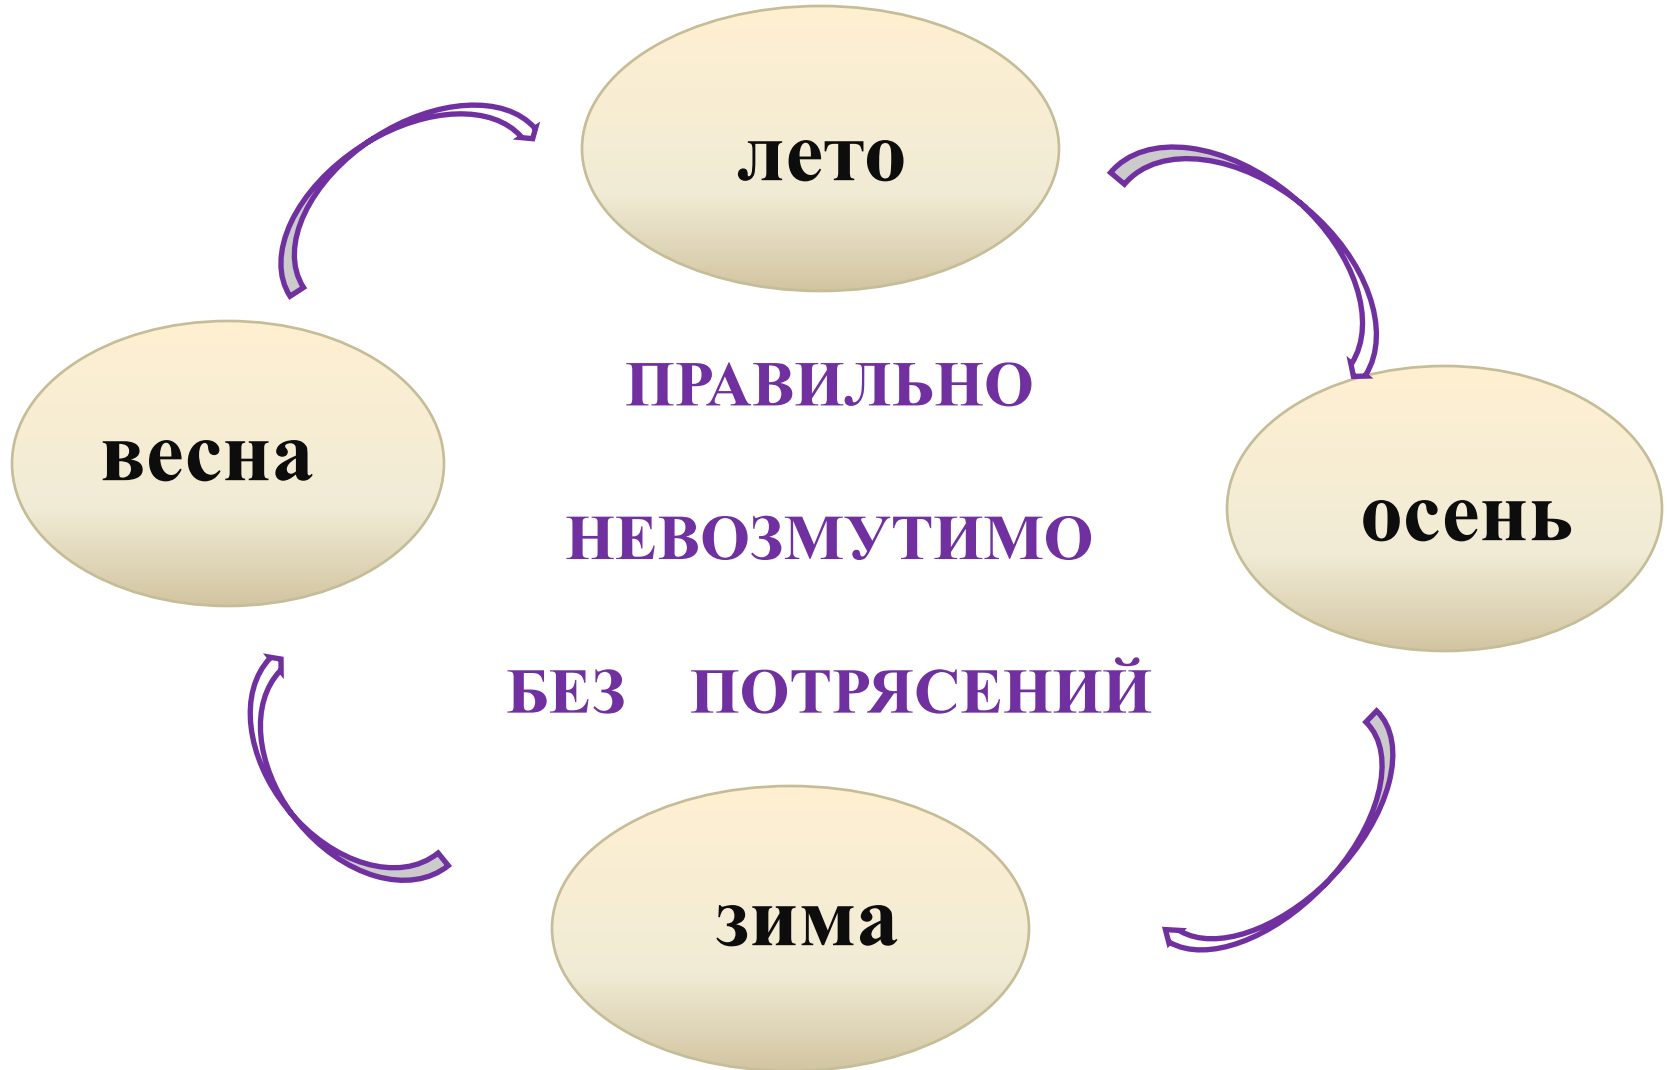 лето
весна
ПРАВИЛЬНО
НЕВОЗМУТИМО
БЕЗ ПОТРЯСЕНИЙ
осень
зима